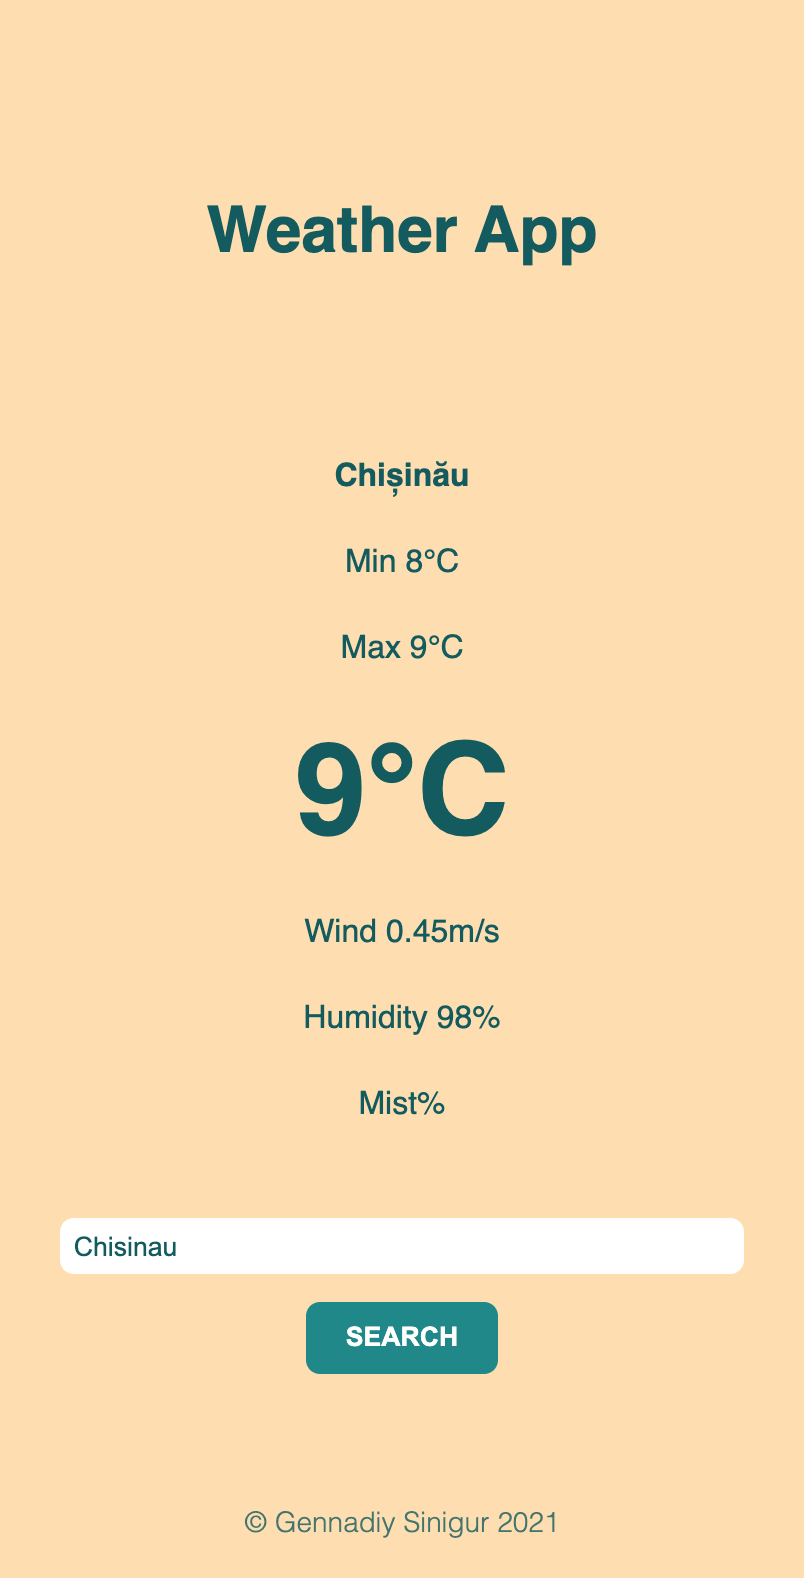 Weather App
Chișinău
Min 8°C
Max 9°C
9°C
Wind 0.45m/s
Humidity 98%
Mist%
Chisinau
SEARCH
© Gennadiy Sinigur 2021